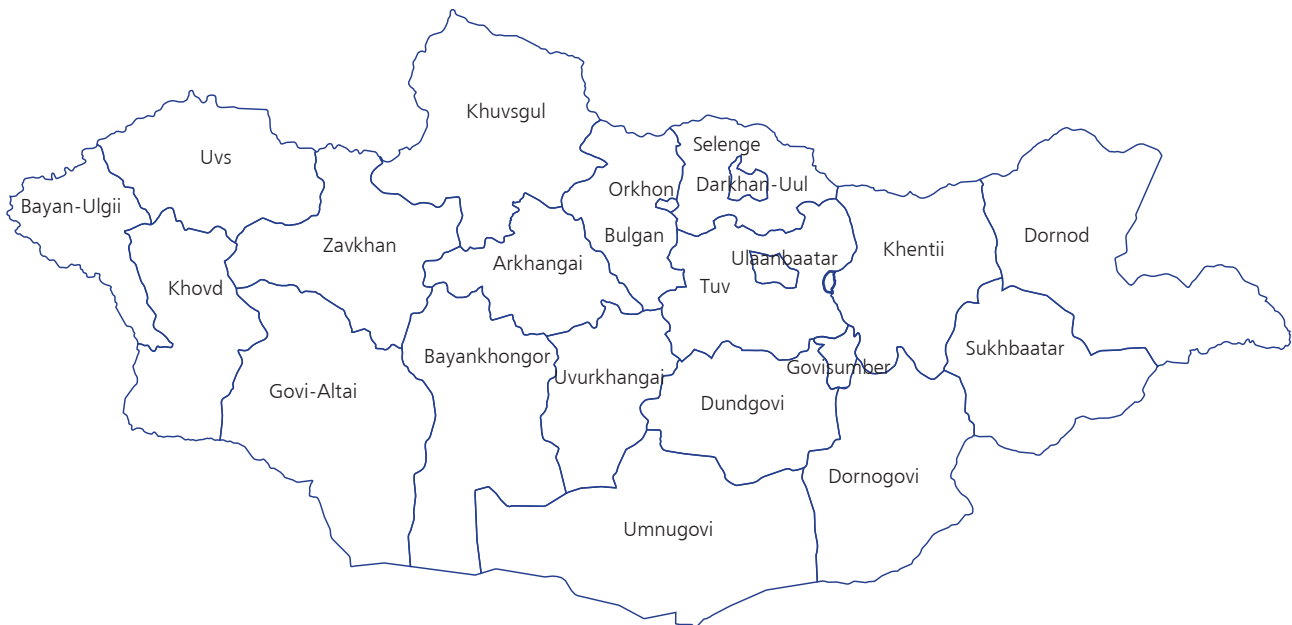 Khuvsgul
Selenge
Uvs
Darkhan-Uul
Orkhon
Bayan-Ulgii
Bulgan
Dornod
Zavkhan
Khentii
Ulaanbaatar
Arkhangai
Tuv
Khovd
Sukhbaatar
Bayankhongor
Govisumber
Uvurkhangai
Govi-Altai
Dundgovi
Dornogovi
Umnugovi